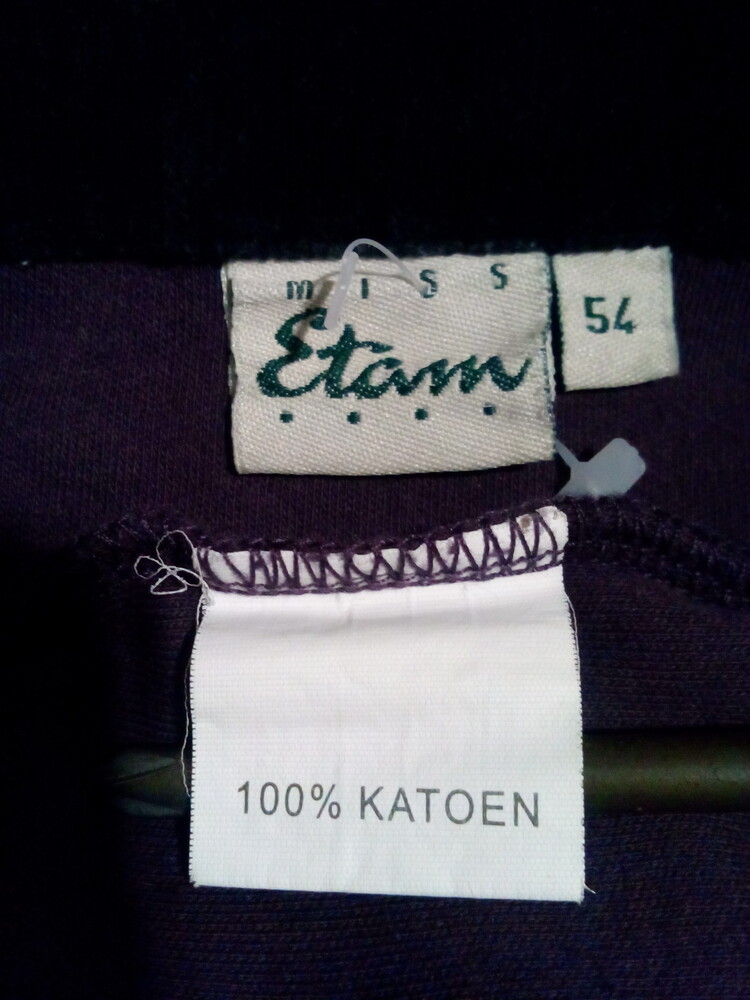 MISS
Etam
54
100% KATOEN